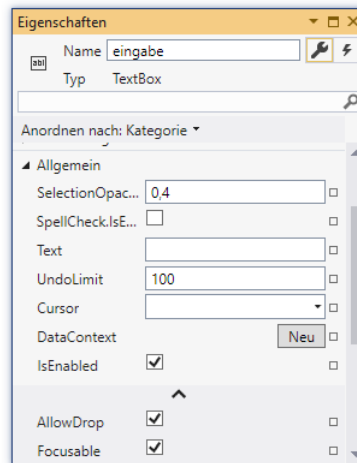 Eigenschaften
Name eingabe
abl
Typ TextBox
Anordnen nach: Kategorie
Allgemein
SelectionOpac... 0,4
SpellCheck.IsE...
Text
UndoLimit 100
Cursor
DataContext Neu
IsEnabled
AllowDrop
Focusable